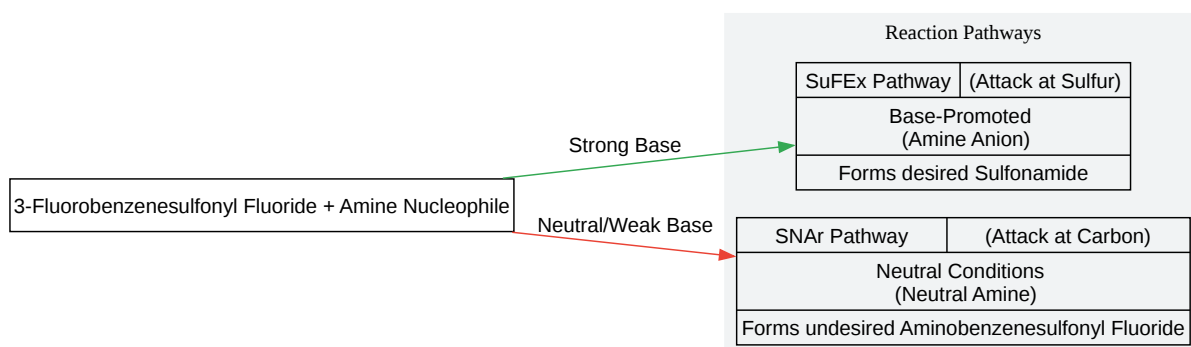 Reaction Pathways
SuFEx Pathway (Attack at Sulfur)
Base-Promoted
(Amine Anion)
Forms desired Sulfonamide
Strong Base
3-Fluorobenzenesulfonyl Fluoride + Amine Nucleophile
Neutral/Weak Base
SNAr Pathway (Attack at Carbon)
Neutral Conditions
(Neutral Amine)
Forms undesired Aminobenzenesulfonyl Fluoride